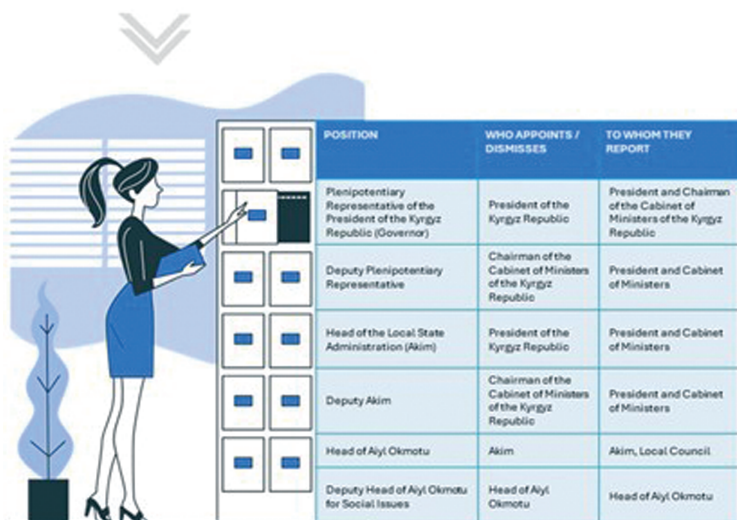 POSITION
WHO APPOINTS /
DISMISSES
TO WHOM THEY
REPORT
Plenipotentiary
Representative of the
President of the Kyrgyz
Republic (Governor)
President of the
Kyrgyz Republic
President and Chairman
of the Cabinet of
Ministers of the Kyrgyz
Republic
Deputy Plenipotentiary
Representative
Chairman of the
Cabinet of Ministers
of the Kyrgyz
Republic
President and Cabinet
of Ministers
Head of the Local State
Administration (Akim)
President of the
Kyrgyz Republic
President and Cabinet
of Ministers
Deputy Akim
Chairman of the
Cabinet of Ministers
of the Kyrgyz
Republic
President and Cabinet
of Ministers
Head of Aiyl Okmotu
Akim
Akim, Local Council
Deputy Head of Aiyl Okmotu
for Social Issues
Head of Aiyl
Okmotu
Head of Aiyl Okmotu